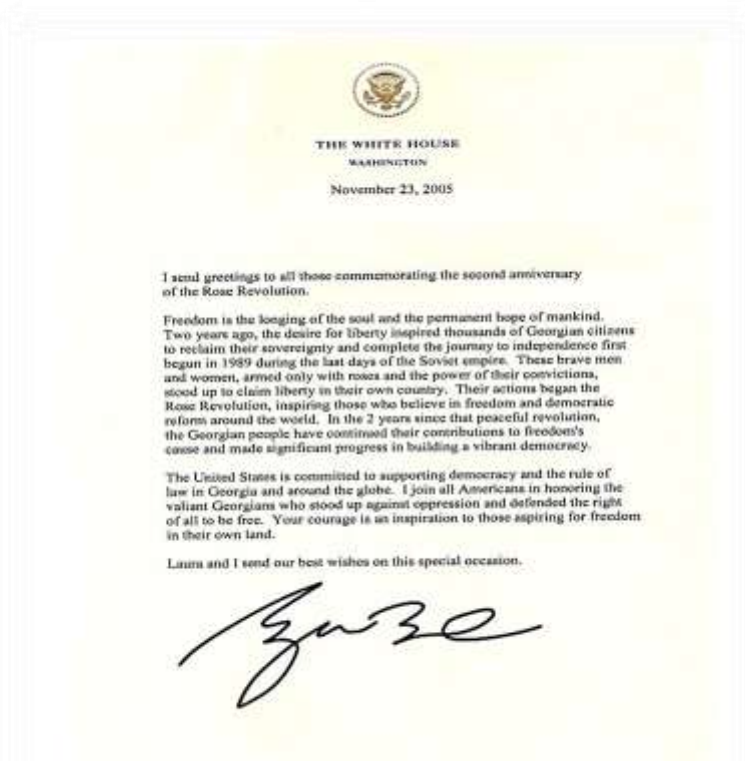 THE WHITE HOUSE
WASHINGTON
November 23, 2005
I send greetings to all those commemorating the second anniversary
of the Rose Revolution.
Freedom is the longing of the soul and the permanent hope of mankind.
Two years ago, the desire for liberty inspired thousands of Georgian citizens
to reclaim their sovereignty and complete the journey to independence first
begun in 1989 during the last days of the Soviet empire. These brave men
and women, armed only with roses and the power of their convictions,
stood up to claim liberty in their own country. Their actions began the
Rose Revolution, inspiring those who believe in freedom and democratic
reform around the world. In the 2 years since that peaceful revolution,
the Georgian people have continued their contributions to freedom's
cause and made significant progress in building a vibrant democracy.
The United States is committed to supporting democracy and the rule of
law in Georgia and around the globe. I join all Americans in honoring the
valiant Georgians who stood up against oppression and defended the right
of all to be free. Your courage is an inspiration to those aspiring for freedom
in their own land.
Laura and I send our best wishes on this special occasion.